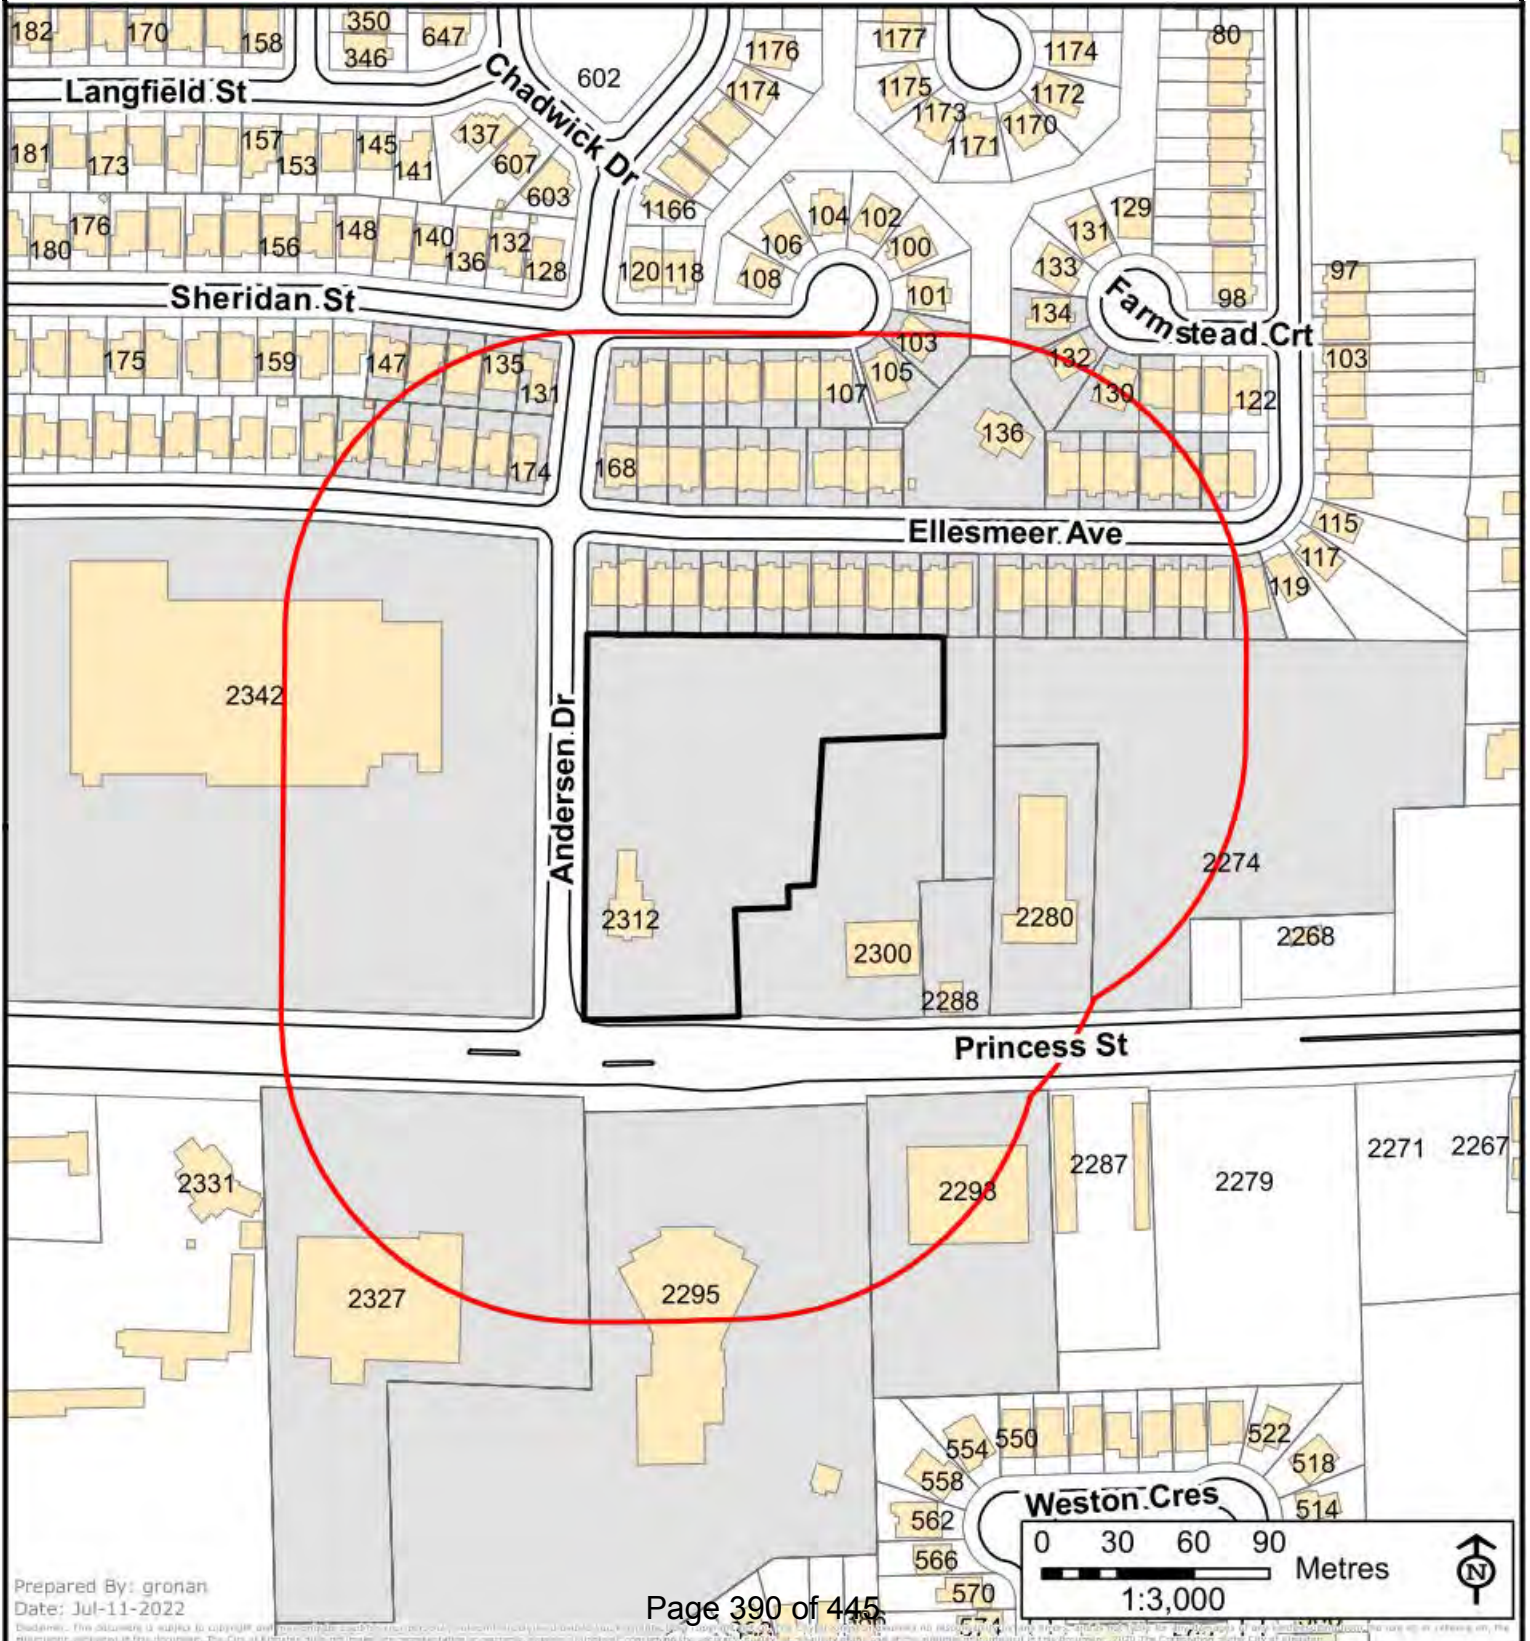 182 170 158 350 647 602 1176 1177 1174 80
346
Langfield St
Chadwick Dr
1174 1175 1173 1171 1170 1172
181 173 157 153 145 141 137 607 603
1166
180 176 156 148 140 136 132 128
120 118 108 106 104 102 100 101
129 131 133 134 98 97
Farmstead Crt
Sheridan St
175 159 147 135 131
107 105 103 132 130 122 103
174 168 136
Ellesmeer Ave
115
117
119
2342
Andersen Dr
2312 2300 2288 2280 2274 2268
Princess St
2331 2327 2295 2293 2287 2279 2271 2267
554 550 522
558 518
Weston Cres
562 514
566
570
574
0 30 60 90
Metres
1:3,000
N
Prepared By: gronan
Date: Jul-11-2022
Page 390 of 445